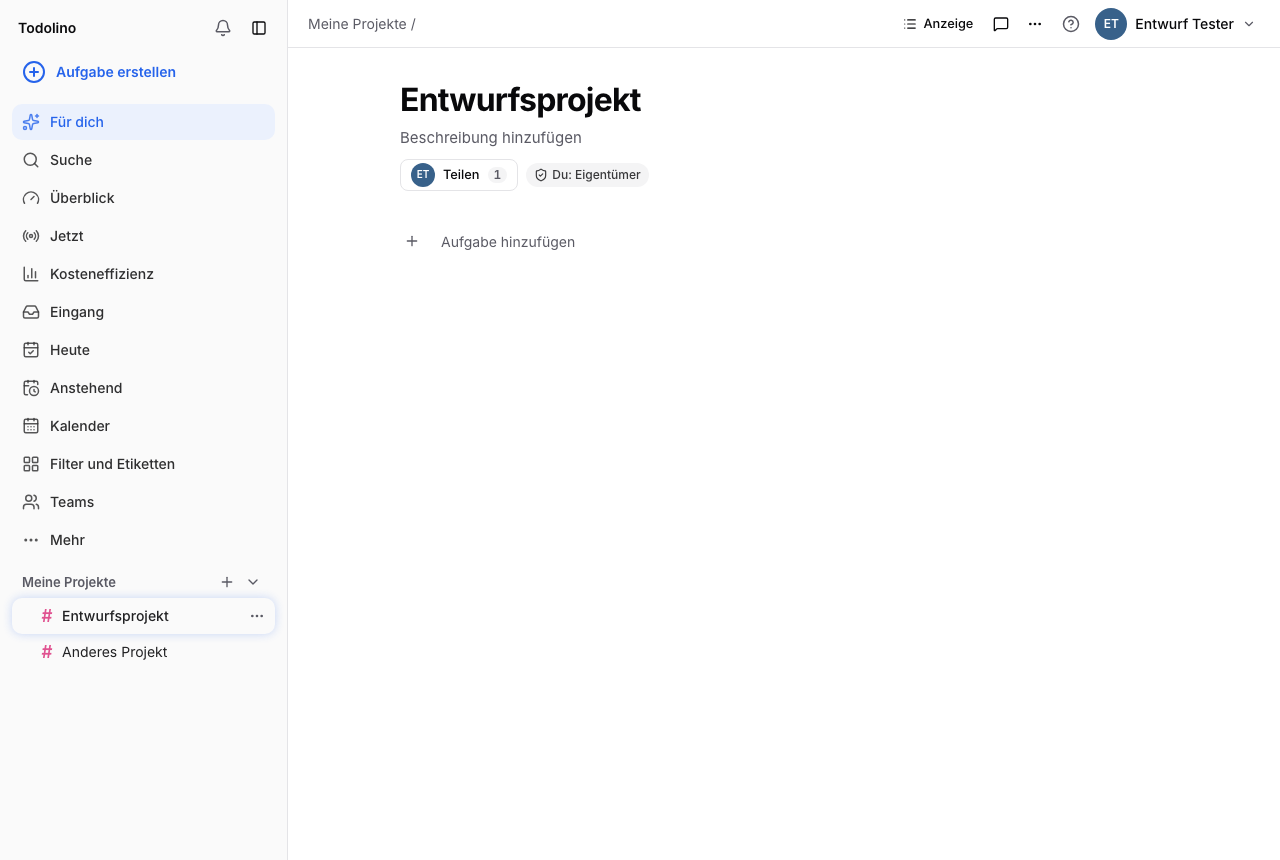 Todolino
Aufgabe erstellen
Für dich
Suche
Überblick
Jetzt
Kosteneffizienz
Eingang
Heute
Anstehend
Kalender
Filter und Etiketten
Teams
Mehr
Meine Projekte
# Entwurfsprojekt
# Anderes Projekt
Meine Projekte /
Anzeige
ET Entwurf Tester
Entwurfsprojekt
Beschreibung hinzufügen
ET Teilen 1 Du: Eigentümer
Aufgabe hinzufügen